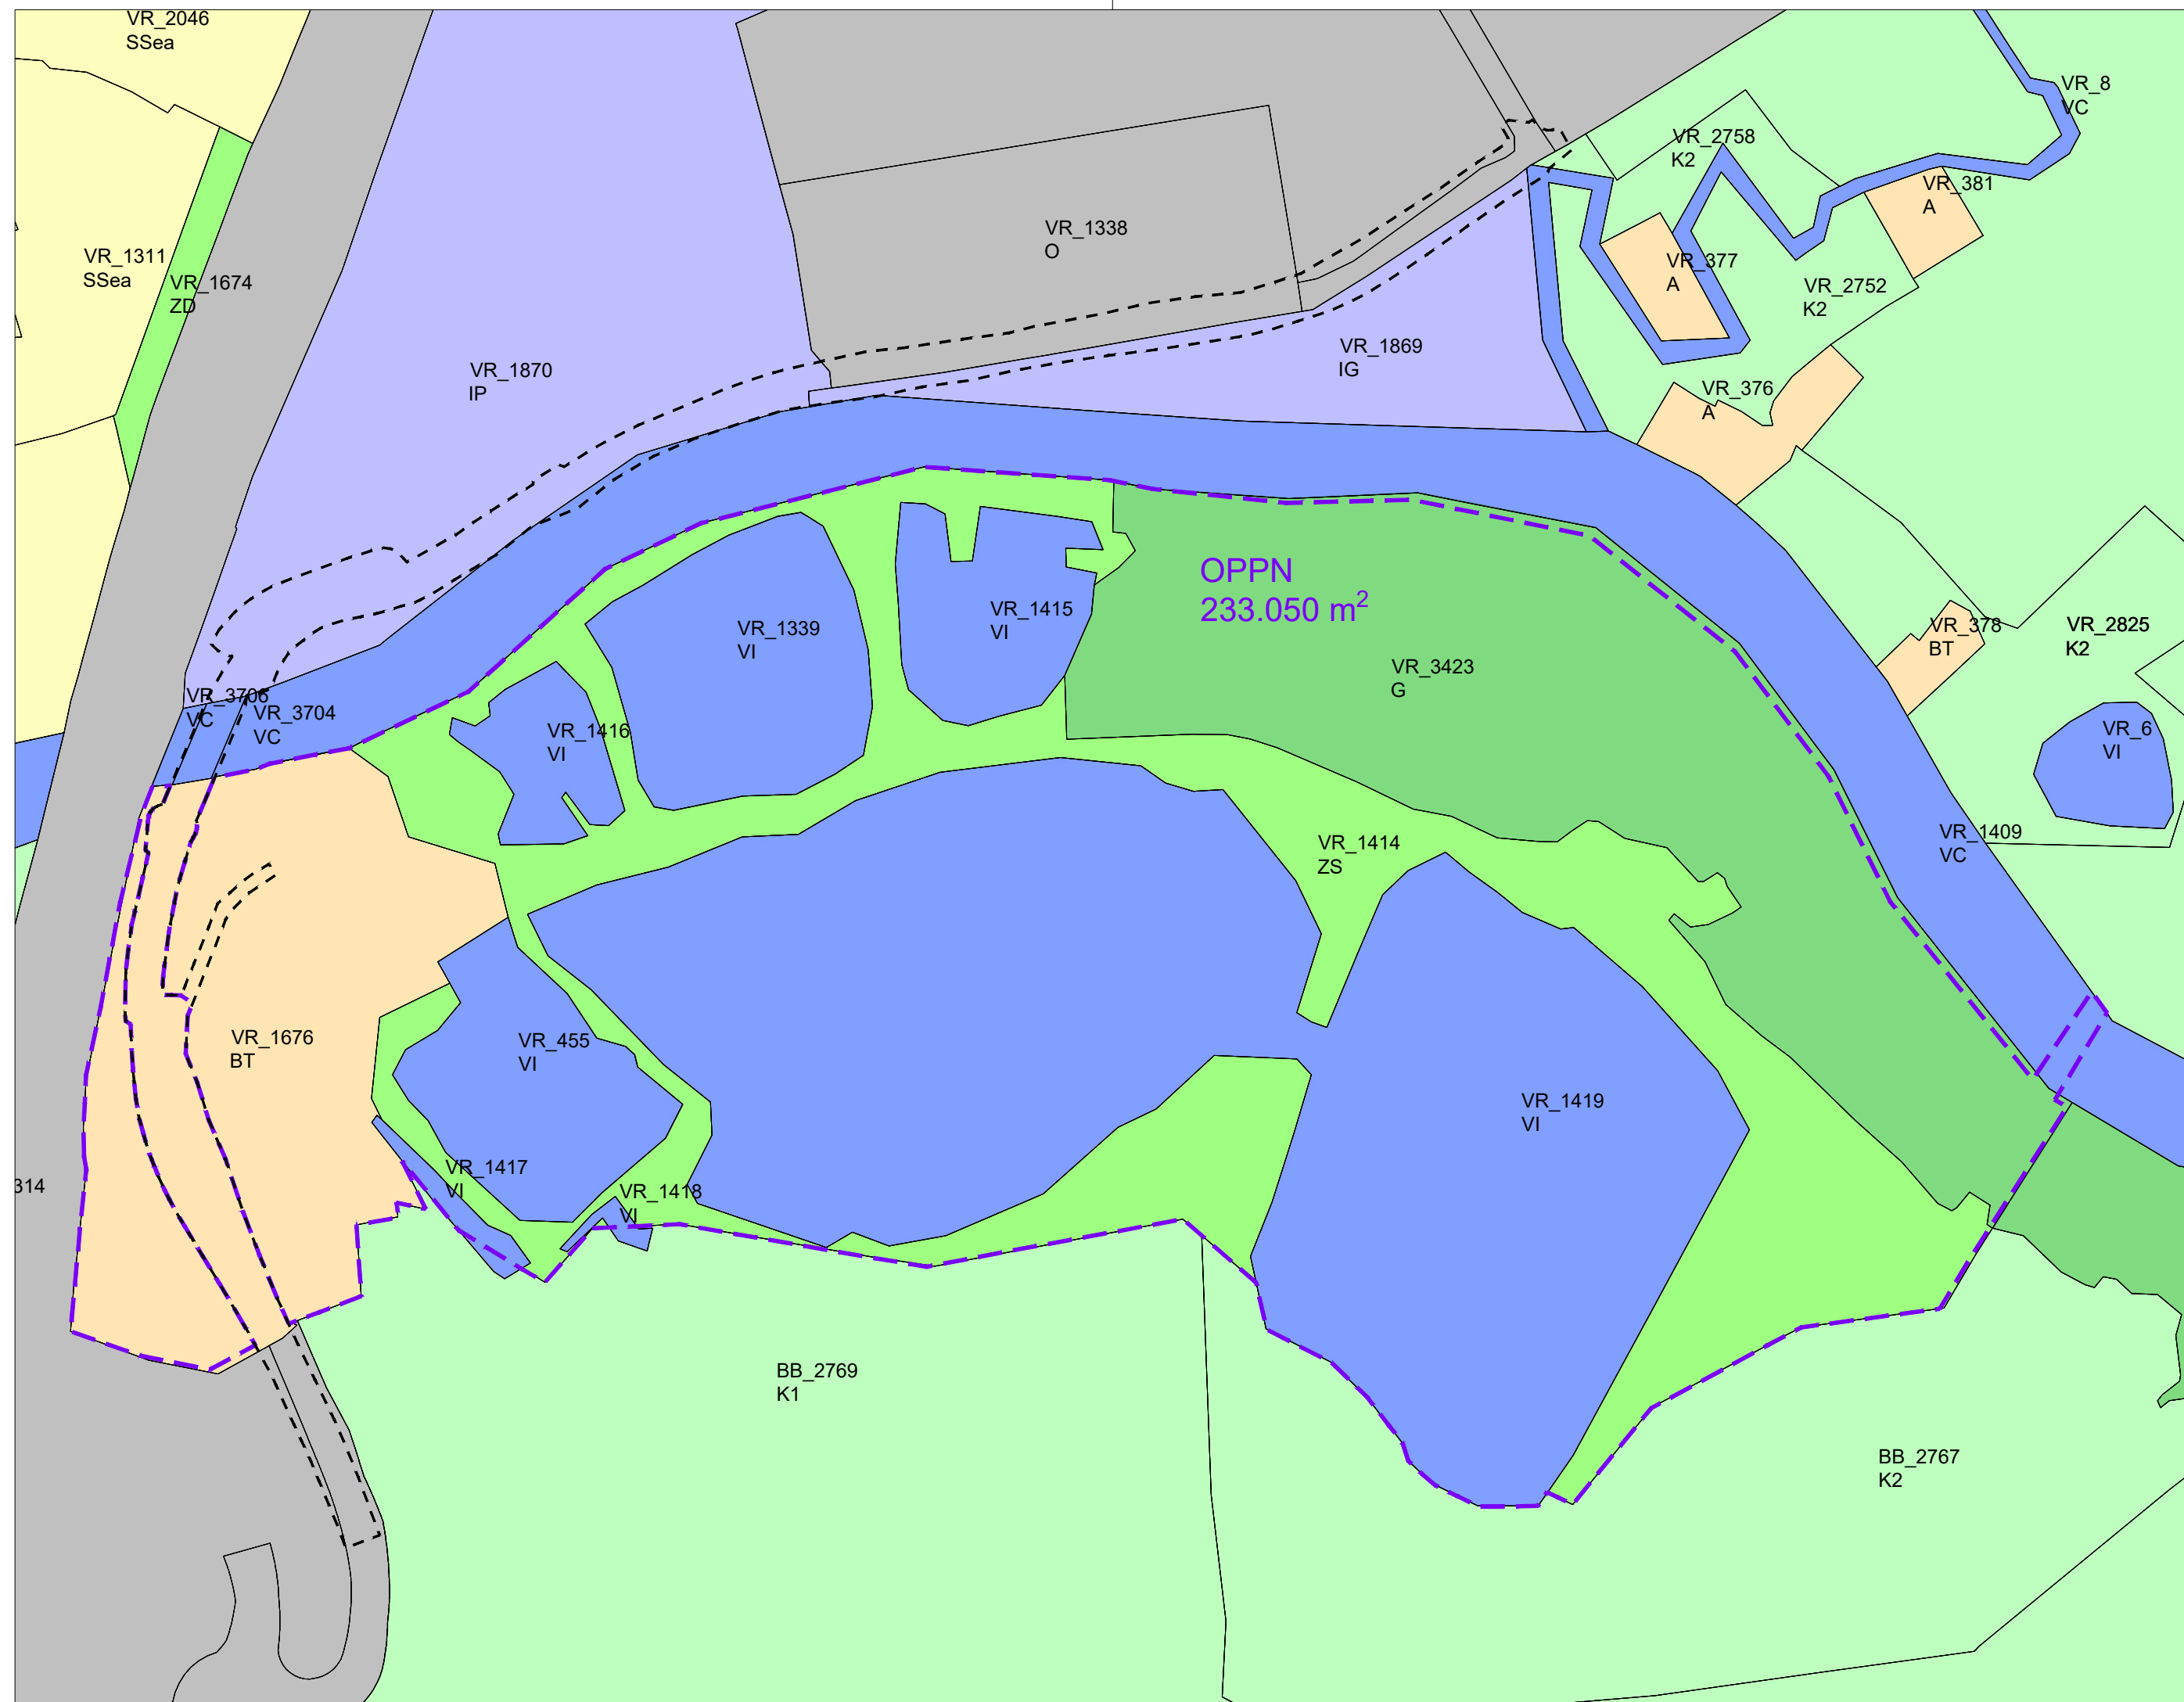 VR_2046
SSea
VR_8
VC
VR_2758
K2
VR_381
A
VR_1338
O
VR_1311
SSea
VR_1674
ZD
VR_377
A
VR_2752
K2
VR_1870
IP
VR_1869
IG
VR_376
A
OPPN
233.050 m²
VR_1415
VI
VR_1339
VI
VR_378
BT
VR_2825
K2
VR_3423
G
VR_3706
VC
VR_3704
VC
VR_1416
VI
VR_6
VI
VR_1414
ZS
VR_1409
VC
VR_1676
BT
VR_455
VI
VR_1419
VI
VR_1417
VI
314
VR_1418
VI
BB_2769
K1
BB_2767
K2